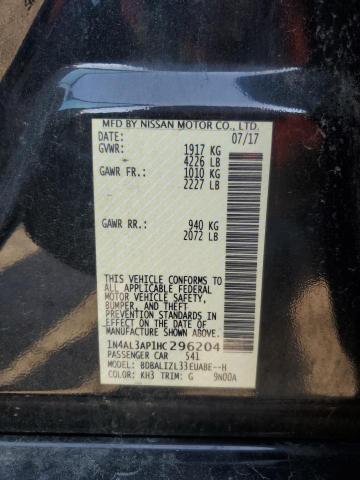 MFD BY NISSAN MOTOR CO., LTD.
DATE: 07/17
GVWR: 1917 KG
4226 LB
GAWR FR.: 1010 KG
2227 LB
GAWR RR.: 940 KG
2072 LB
THIS VEHICLE CONFORMS TO
ALL APPLICABLE FEDERAL
MOTOR VEHICLE SAFETY,
BUMPER, AND THEFT
PREVENTION STANDARDS IN
EFFECT ON THE DATE OF
MANUFACTURE SHOWN ABOVE.
1N4AL3AP1HC296204
PASSENGER CAR 541
MODEL: BDBALIZL33EUABE--H
COLOR: KH3 TRIM: G 9N00A